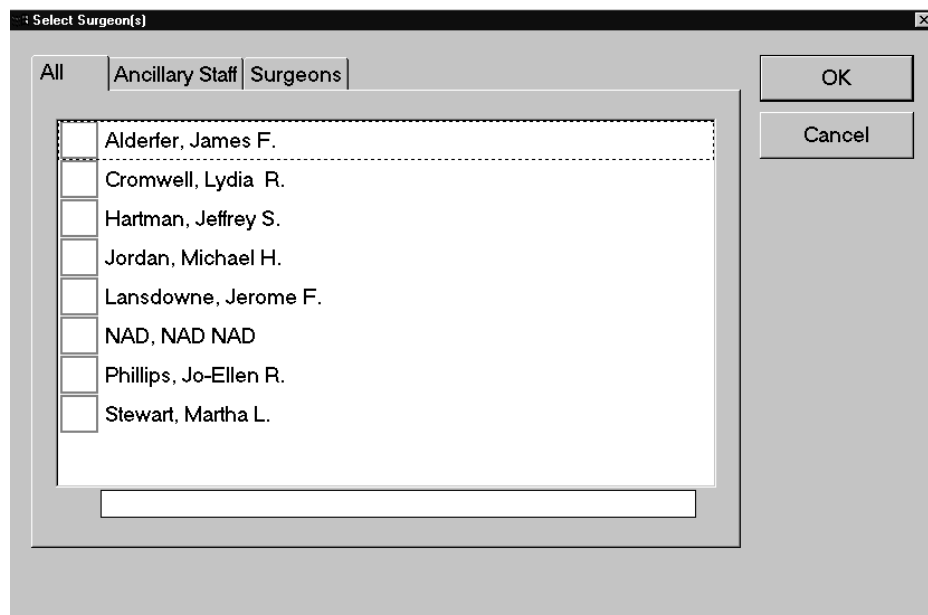 Select Surgeon(s)
All
Ancillary Staff
Surgeons
OK
Cancel
Alderfer, James F.
Cromwell, Lydia  R.
Hartman, Jeffrey S.
Jordan, Michael H.
Lansdowne, Jerome F.
NAD, NAD NAD
Phillips, Jo-Ellen R.
Stewart, Martha L.